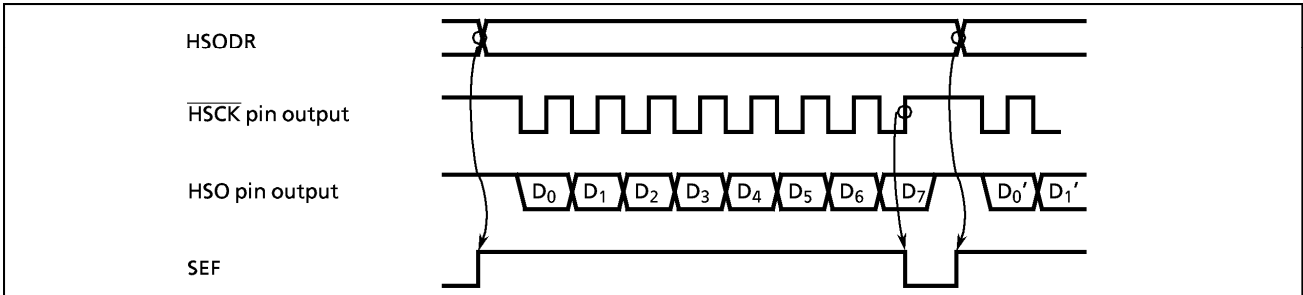 HSODR
HSCK pin output
HSO pin output D₀ D₁ D₂ D₃ D₄ D₅ D₆ D₇ D₀' D₁'
SEF